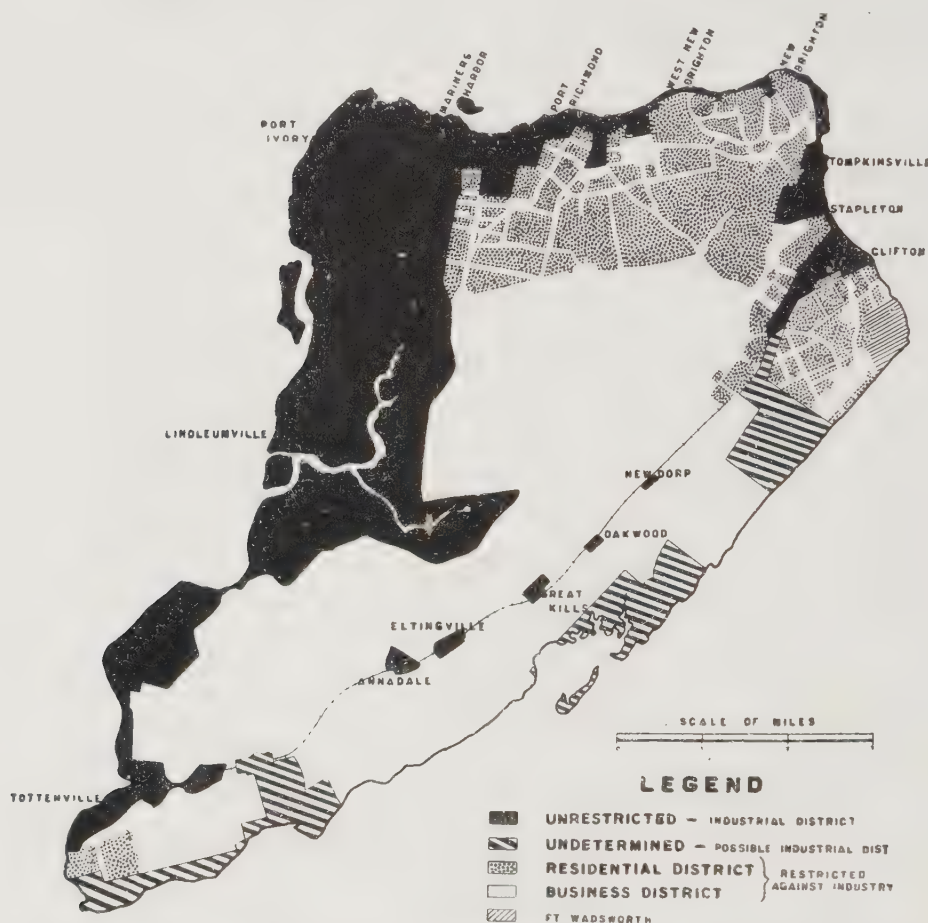 MARINERS
HARBOR
PORT
RICHMOND
WEST NEW
BRIGHTON
NEW
BRIGHTON
PORT
IVORY
TOMPKINSVILLE
STAPLETON
CLIFTON
LINOLEUMVILLE
NEW DORP
OAKWOOD
GREAT
KILLS
ELTINGVILLE
ANNADALE
SCALE OF MILES
TOTTENVILLE
LEGEND
UNRESTRICTED - INDUSTRIAL DISTRICT
UNDETERMINED - POSSIBLE INDUSTRIAL DIST
RESIDENTIAL DISTRICT
BUSINESS DISTRICT
RESTRICTED
AGAINST INDUSTRY
FT WADSWORTH